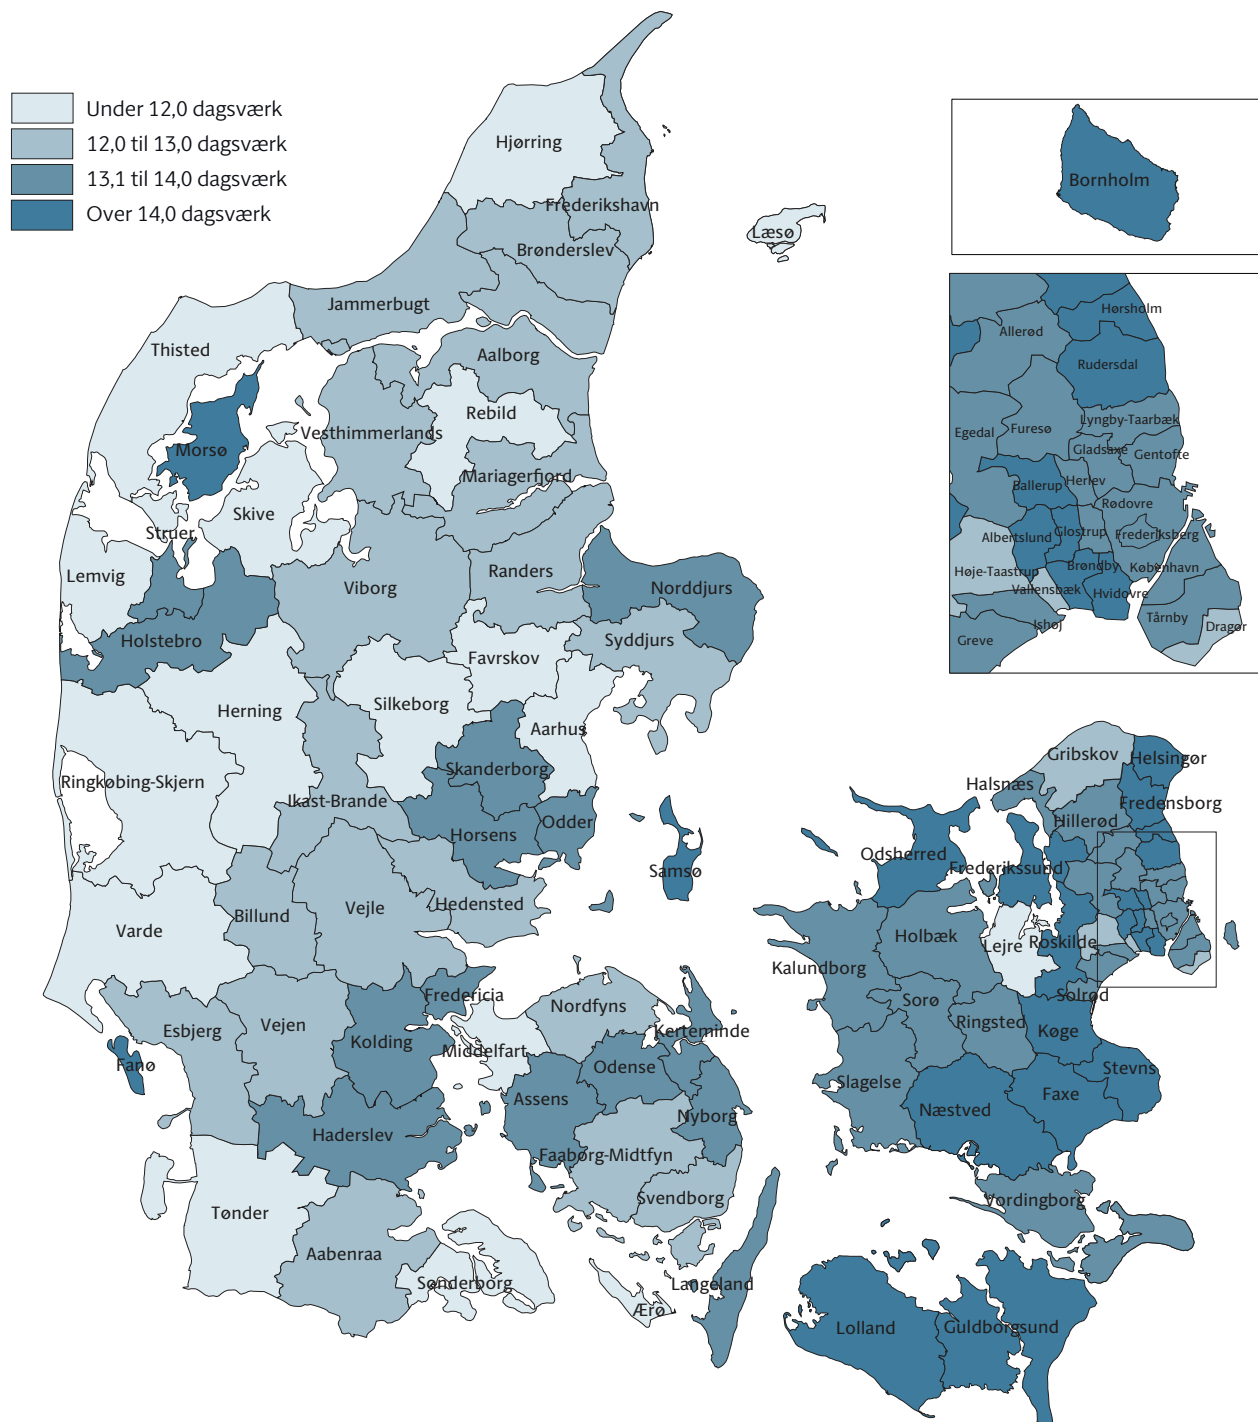 Under 12,0 dagsværk
12,0 til 13,0 dagsværk
13,1 til 14,0 dagsværk
Over 14,0 dagsværk
Hjørring
Frederikshavn
Læsø
Brønderslev
Jammerbugt
Thisted
Aalborg
Rebild
Vesthimmerlands
Morsø
Mariagerfjord
Skive
Struer
Lemvig
Viborg
Randers
Norddjurs
Holstebro
Syddjurs
Favrskov
Silkeborg
Herning
Aarhus
Skanderborg
Ringkøbing-Skjern
Ikast-Brande
Horsens
Odder
Samsø
Hedensted
Vejle
Billund
Varde
Fredericia
Nordfyns
Vejen
Esbjerg
Kolding
Middelfart
Kerteminde
Fanø
Odense
Assens
Nyborg
Haderslev
Faaborg-Midtfyn
Svendborg
Tønder
Aabenraa
Sønderborg
Langeland
Ærø
Bornholm
Hørsholm
Allerød
Rudersdal
Egedal
Furesø
Lyngby-Taarbæk
Gladsaxe
Gentofte
Ballerup
Herlev
Rødovre
Albertslund
Glostrup
Frederiksberg
Høje-Taastrup
Brøndby
København
Vallensbæk
Hvidovre
Ishøj
Tårnby
Dragør
Greve
Gribskov
Helsingør
Halsnæs
Fredensborg
Hillerød
Odsherred
Frederikssund
Holbæk
Lejre
Roskilde
Kalundborg
Solrød
Sorø
Ringsted
Køge
Stevns
Slagelse
Faxe
Næstved
Vordingborg
Lolland
Guldborgsund